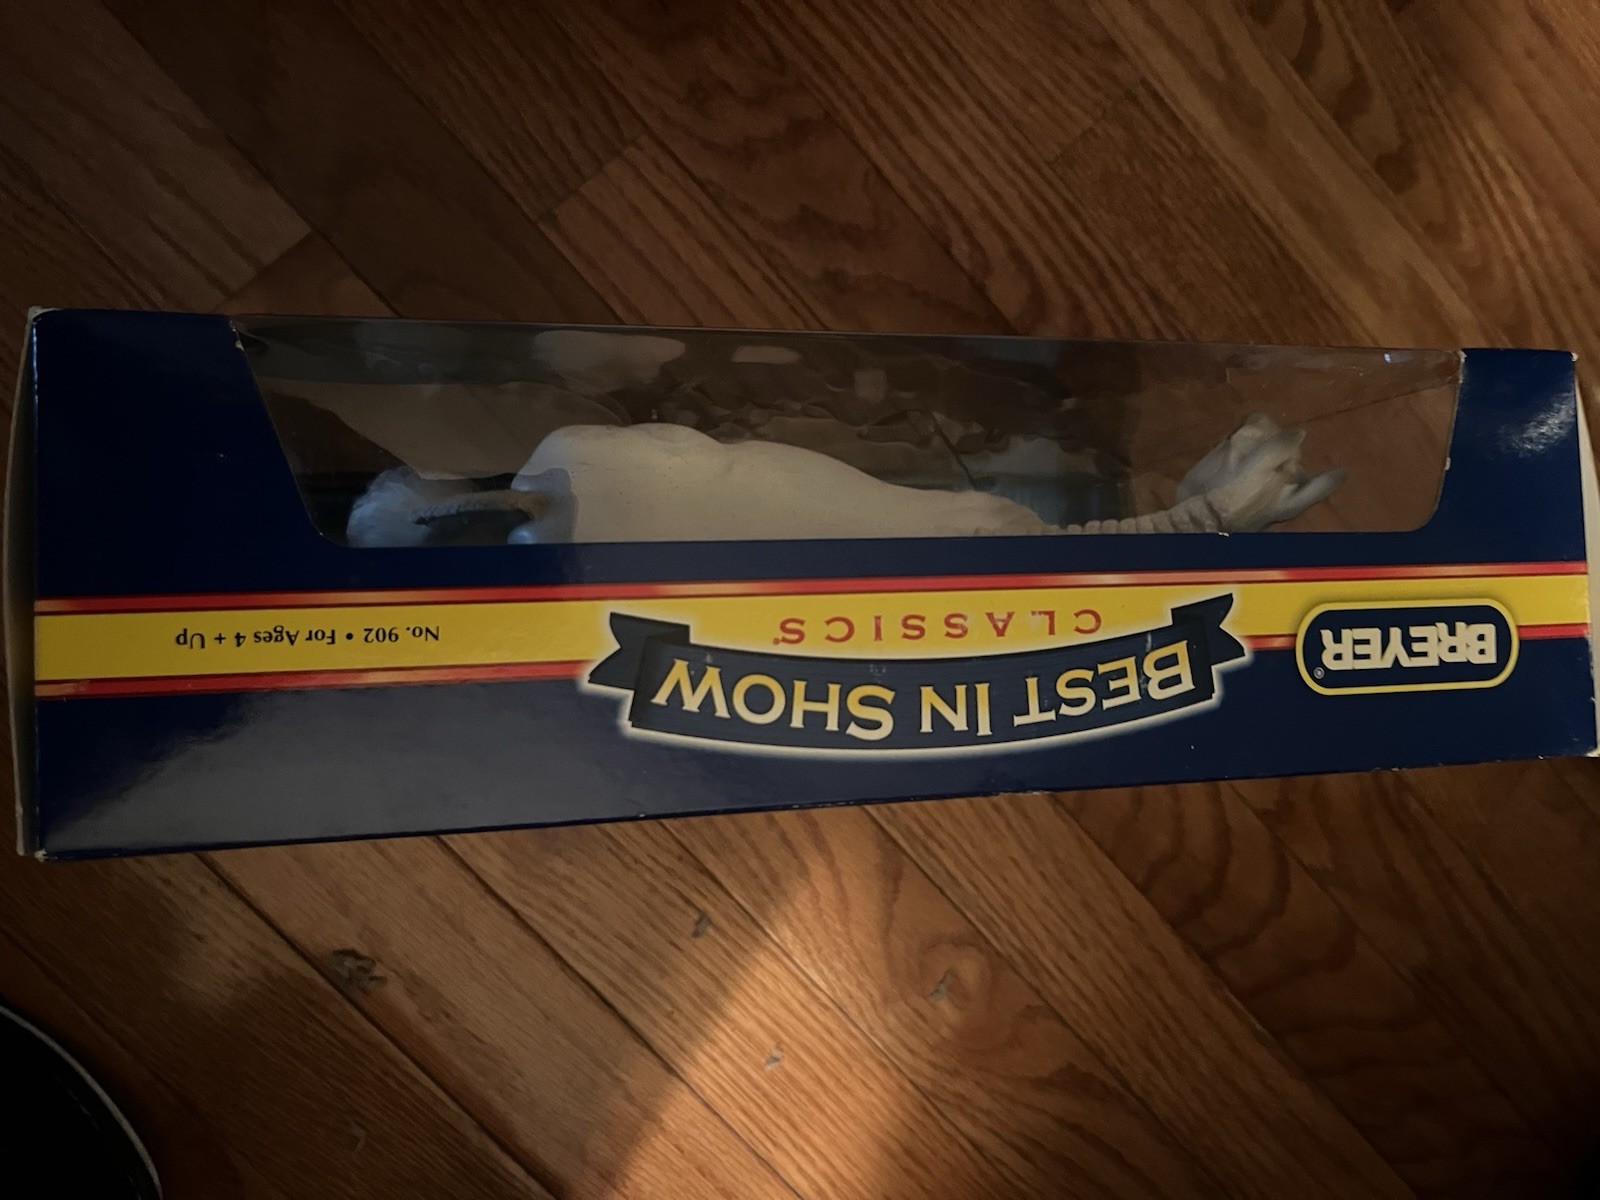 BREYER®
BEST IN SHOW
CLASSICS®
No. 902 • For Ages 4 + Up